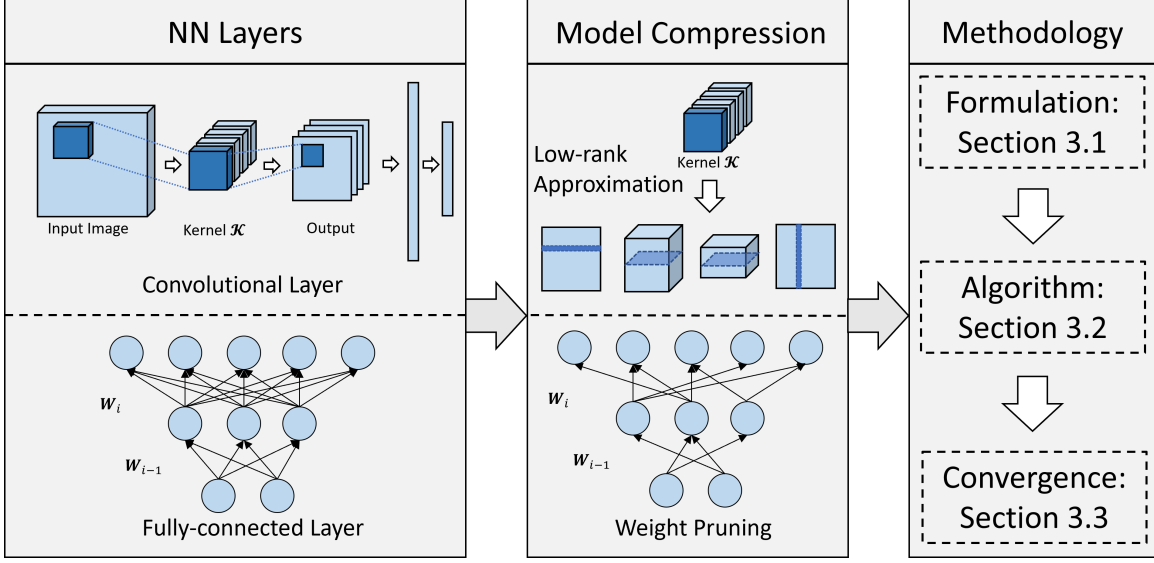 NN Layers
Input Image
Kernel 𝓚
Output
Convolutional Layer
W_i
W_{i−1}
Fully-connected Layer
Model Compression
Kernel 𝓚
Low-rank
Approximation
W_i
W_{i−1}
Weight Pruning
Methodology
Formulation:
Section 3.1
Algorithm:
Section 3.2
Convergence:
Section 3.3